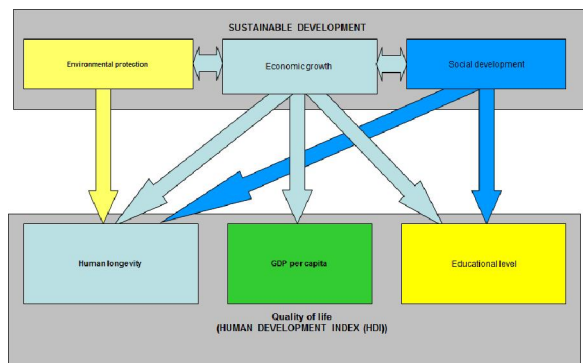 SUSTAINABLE DEVELOPMENT
Environmental protection
Economic growth
Social development
Human longevity
GDP per capita
Educational level
Quality of life
(HUMAN DEVELOPMENT INDEX (HDI))